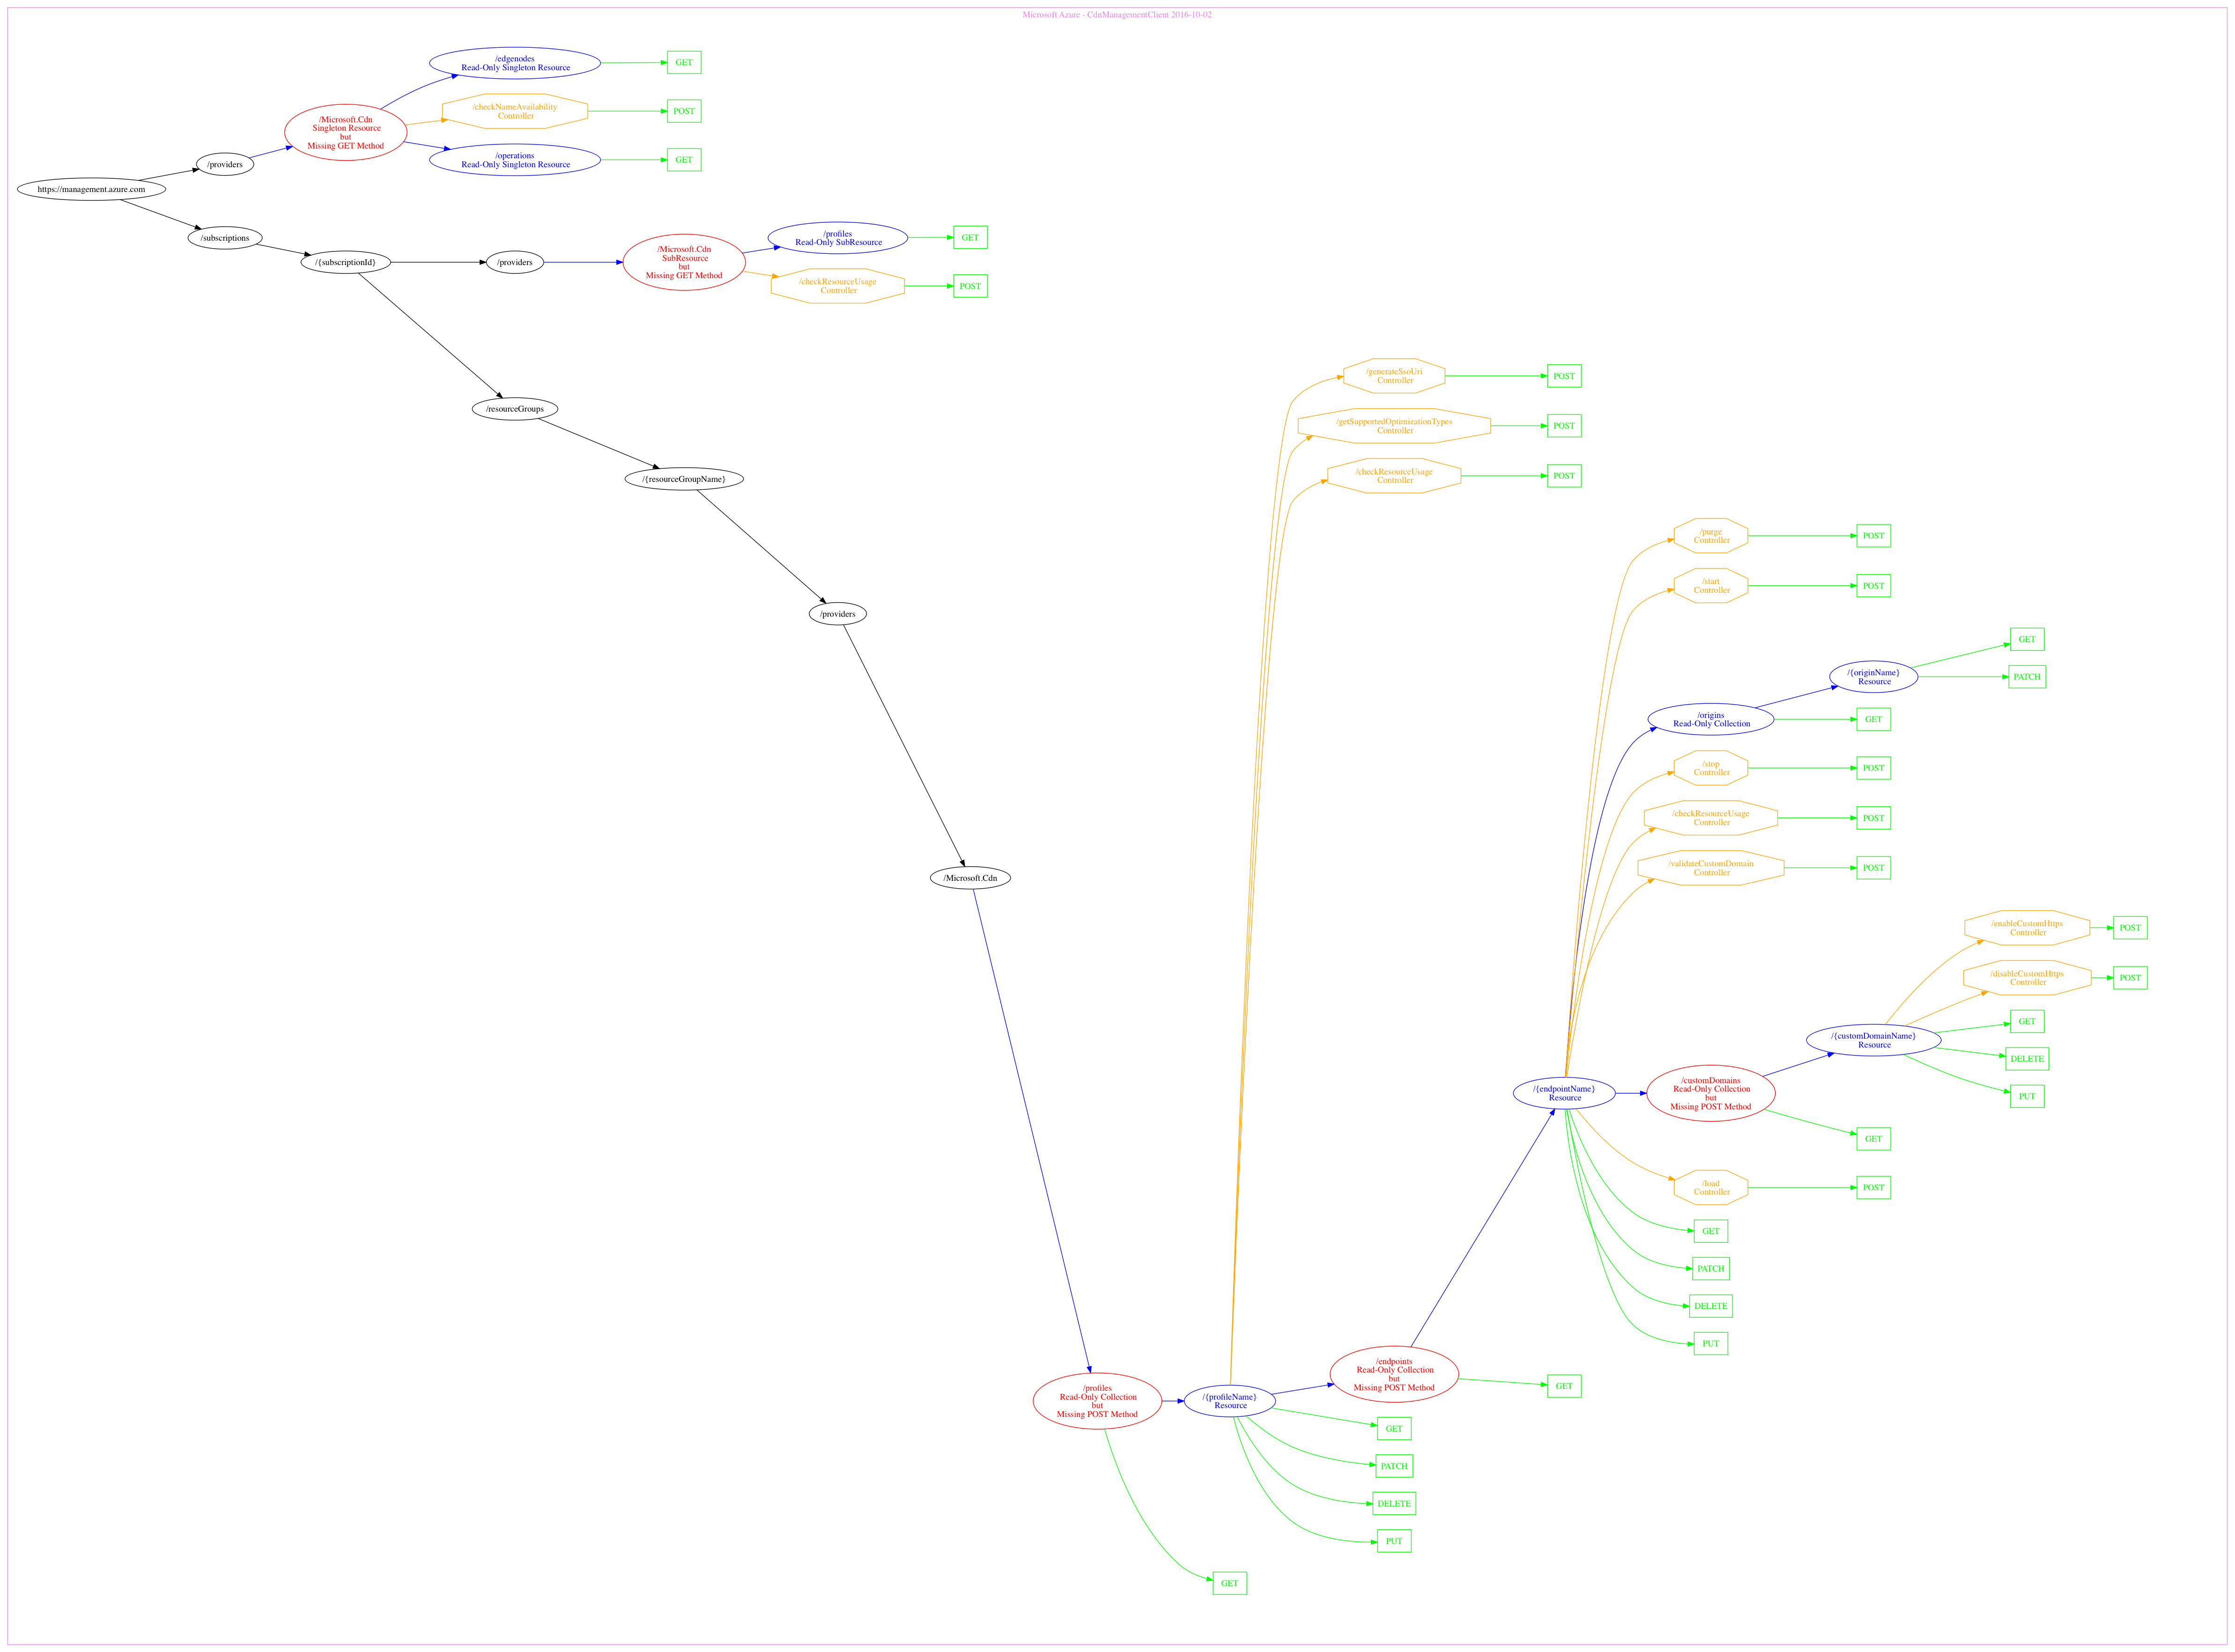 Microsoft Azure - CdnManagementClient 2016-10-02
/edgenodes
Read-Only Singleton Resource
GET
/checkNameAvailability
Controller
POST
/Microsoft.Cdn
Singleton Resource
but
Missing GET Method
/operations
Read-Only Singleton Resource
GET
/providers
https://management.azure.com
/subscriptions
/{subscriptionId}
/providers
/Microsoft.Cdn
SubResource
but
Missing GET Method
/profiles
Read-Only SubResource
GET
/checkResourceUsage
Controller
POST
/resourceGroups
/{resourceGroupName}
/providers
/Microsoft.Cdn
/generateSsoUri
Controller
POST
/getSupportedOptimizationTypes
Controller
POST
/checkResourceUsage
Controller
POST
/purge
Controller
POST
/start
Controller
POST
/{originName}
Resource
GET
PATCH
/origins
Read-Only Collection
GET
/stop
Controller
POST
/checkResourceUsage
Controller
POST
/validateCustomDomain
Controller
POST
/enableCustomHttps
Controller
POST
/disableCustomHttps
Controller
POST
/{customDomainName}
Resource
GET
DELETE
PUT
/{endpointName}
Resource
/customDomains
Read-Only Collection
but
Missing POST Method
GET
/load
Controller
POST
GET
PATCH
DELETE
PUT
/endpoints
Read-Only Collection
but
Missing POST Method
GET
/profiles
Read-Only Collection
but
Missing POST Method
/{profileName}
Resource
GET
PATCH
DELETE
PUT
GET